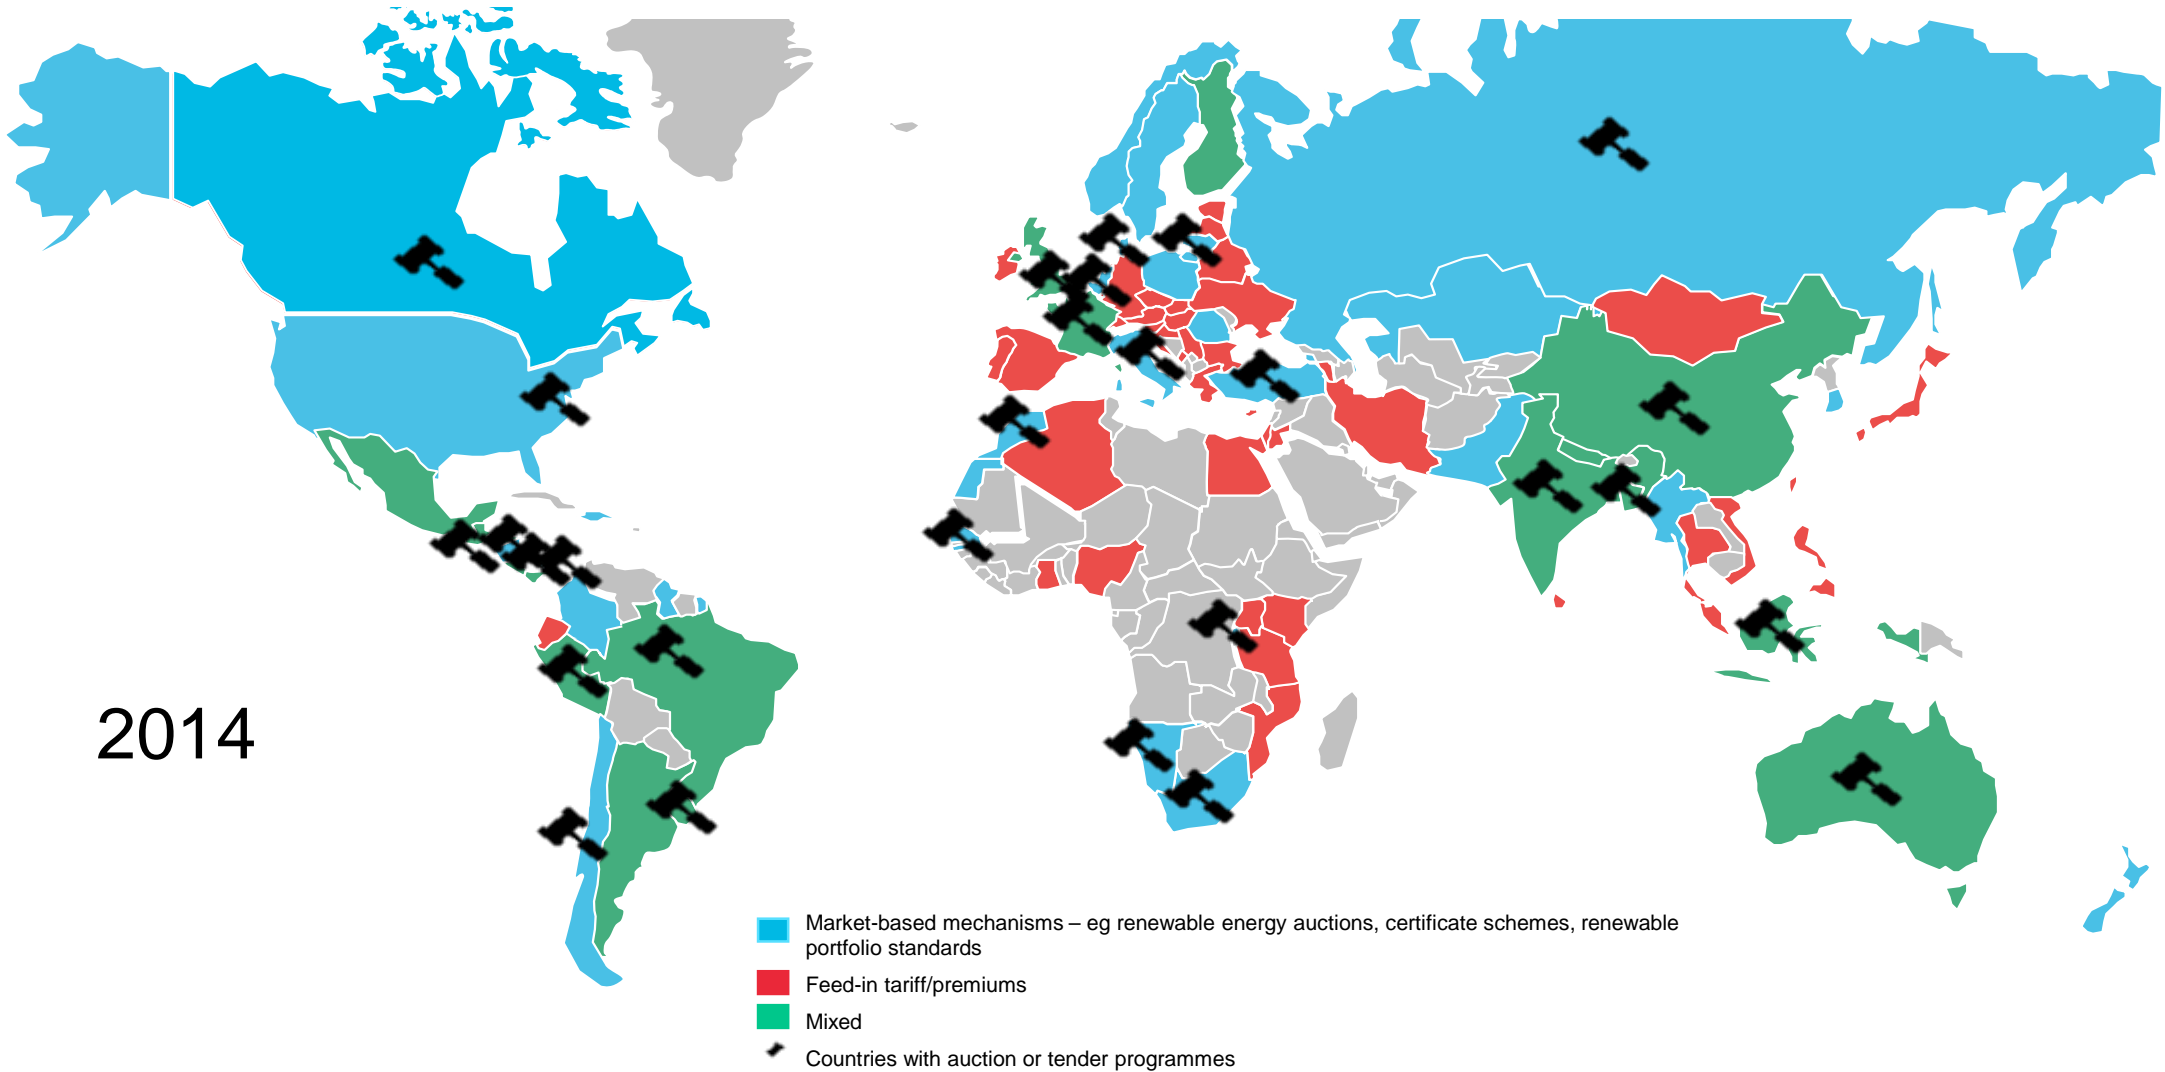 2014
Market-based mechanisms – eg renewable energy auctions, certificate schemes, renewable
portfolio standards
Feed-in tariff/premiums
Mixed
Countries with auction or tender programmes